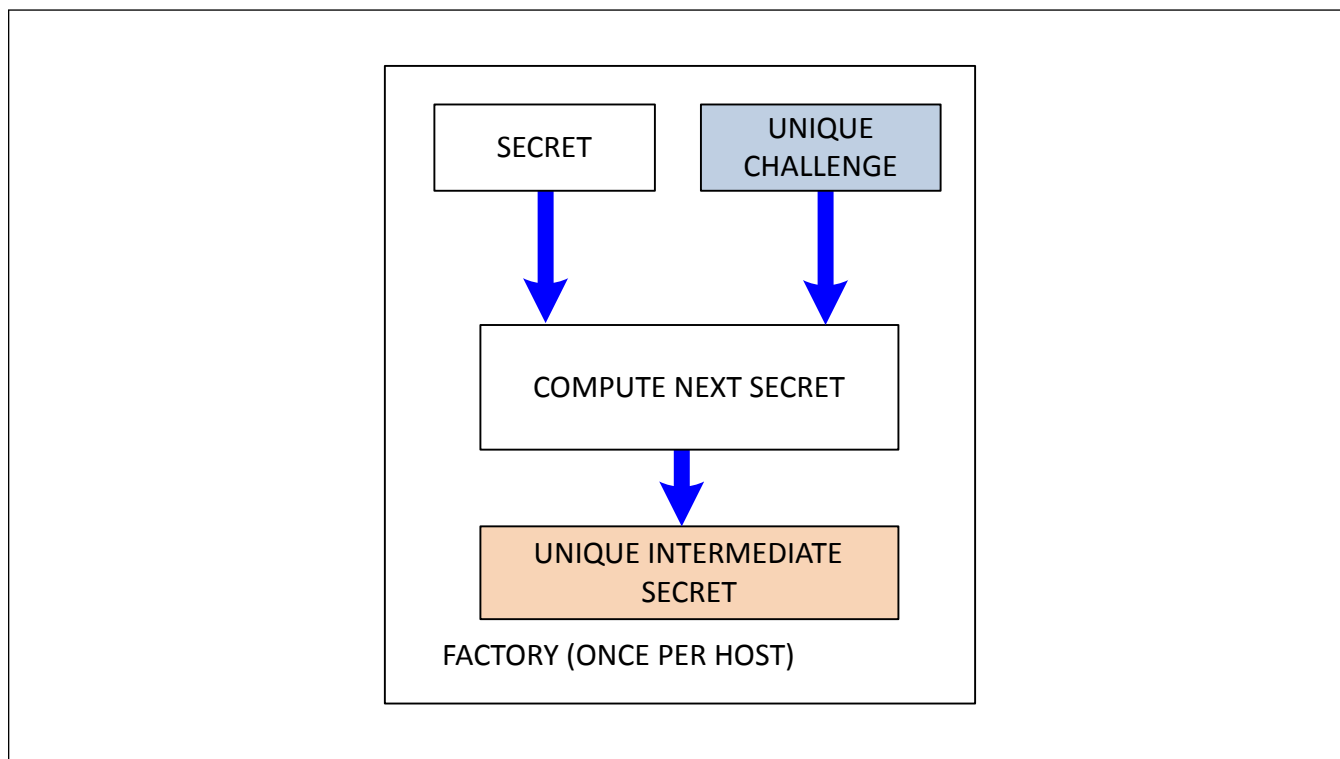 SECRET
UNIQUE
CHALLENGE
COMPUTE NEXT SECRET
UNIQUE INTERMEDIATE
SECRET
FACTORY (ONCE PER HOST)